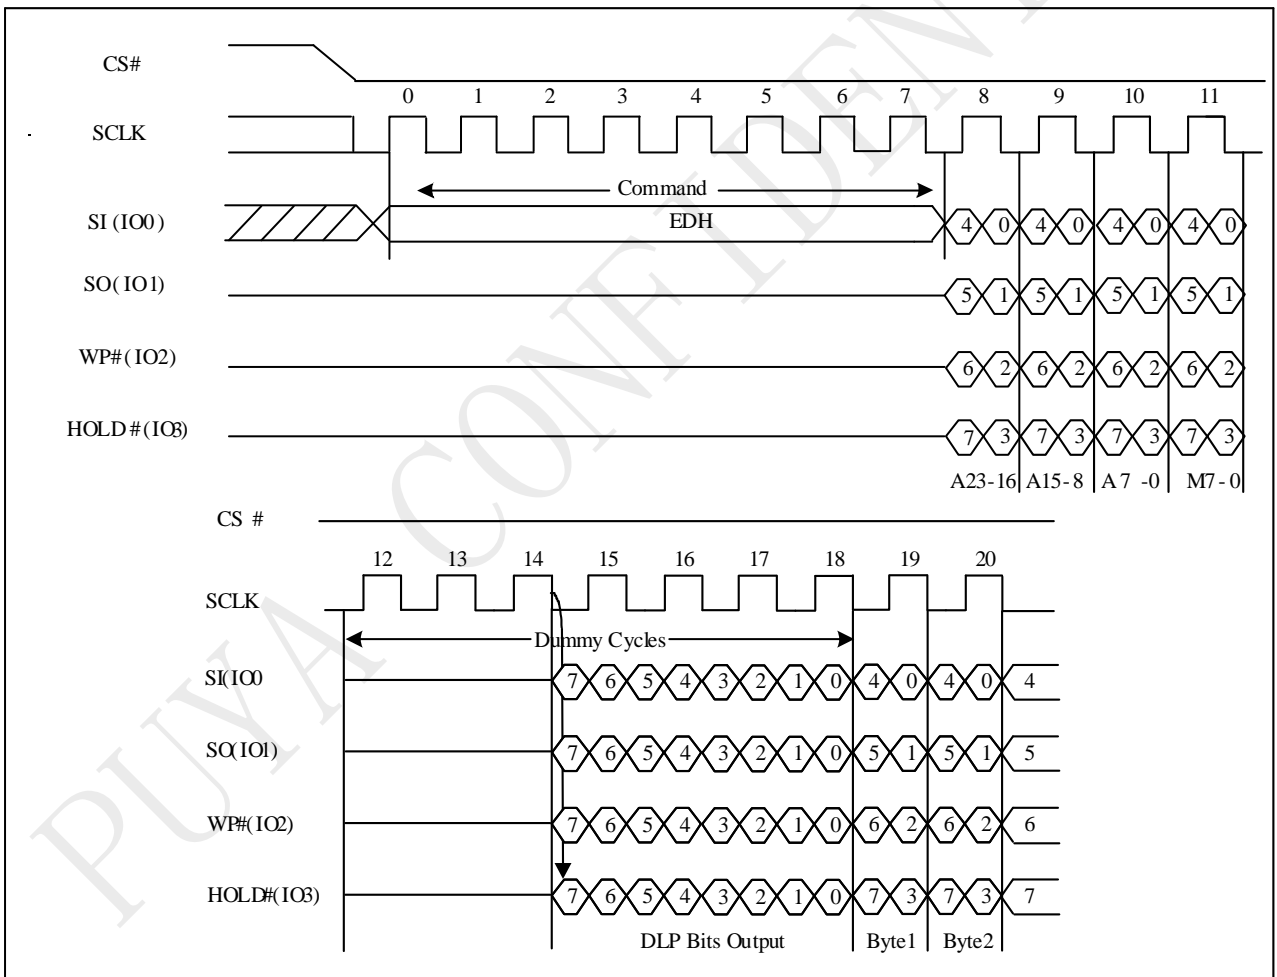 CS#
0 1 2 3 4 5 6 7 8 9 10 11
SCLK
Command
SI (IO0) EDH 4 0 4 0 4 0 4 0
SO( IO1) 5 1 5 1 5 1 5 1
WP#( IO2) 6 2 6 2 6 2 6 2
HOLD #(IO3) 7 3 7 3 7 3 7 3
A23-16 A15-8 A7 -0 M7-0
CS #
12 13 14 15 16 17 18 19 20
SCLK
Dummy Cycles
SI(IO0 7 6 5 4 3 2 1 0 4 0 4 0 4
SO(IO1) 7 6 5 4 3 2 1 0 5 1 5 1 5
WP#(IO2) 7 6 5 4 3 2 1 0 6 2 6 2 6
HOLD#(IO3) 7 6 5 4 3 2 1 0 7 3 7 3 7
DLP Bits Output Byte1 Byte2
PUYA CONFIDEN